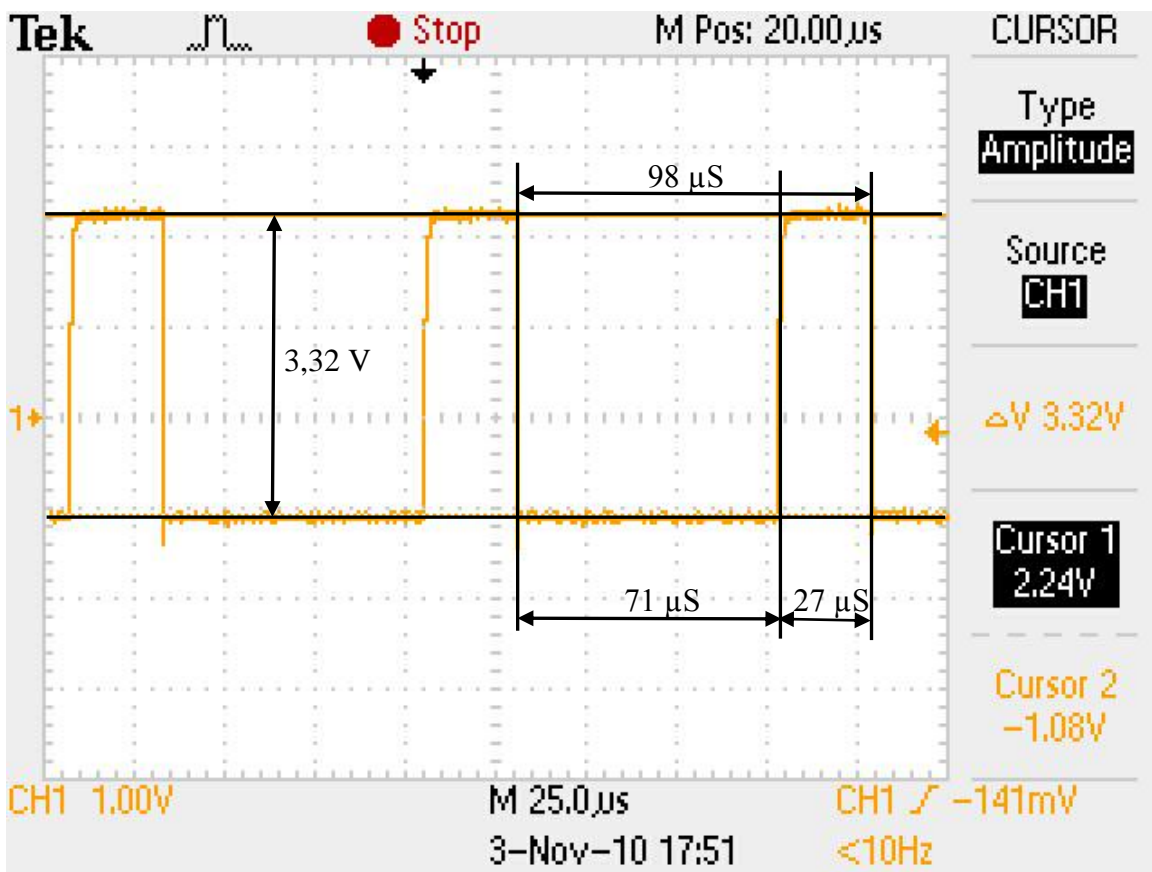 Tek Stop M Pos: 20.00µs CURSOR
Type
Amplitude
98 µS
Source
CH1
3,32 V
1
△V 3.32V
Cursor 1
2.24V
71 µS 27 µS
Cursor 2
-1.08V
CH1 1.00V M 25.0µs CH1 -141mV
3-Nov-10 17:51 <10Hz